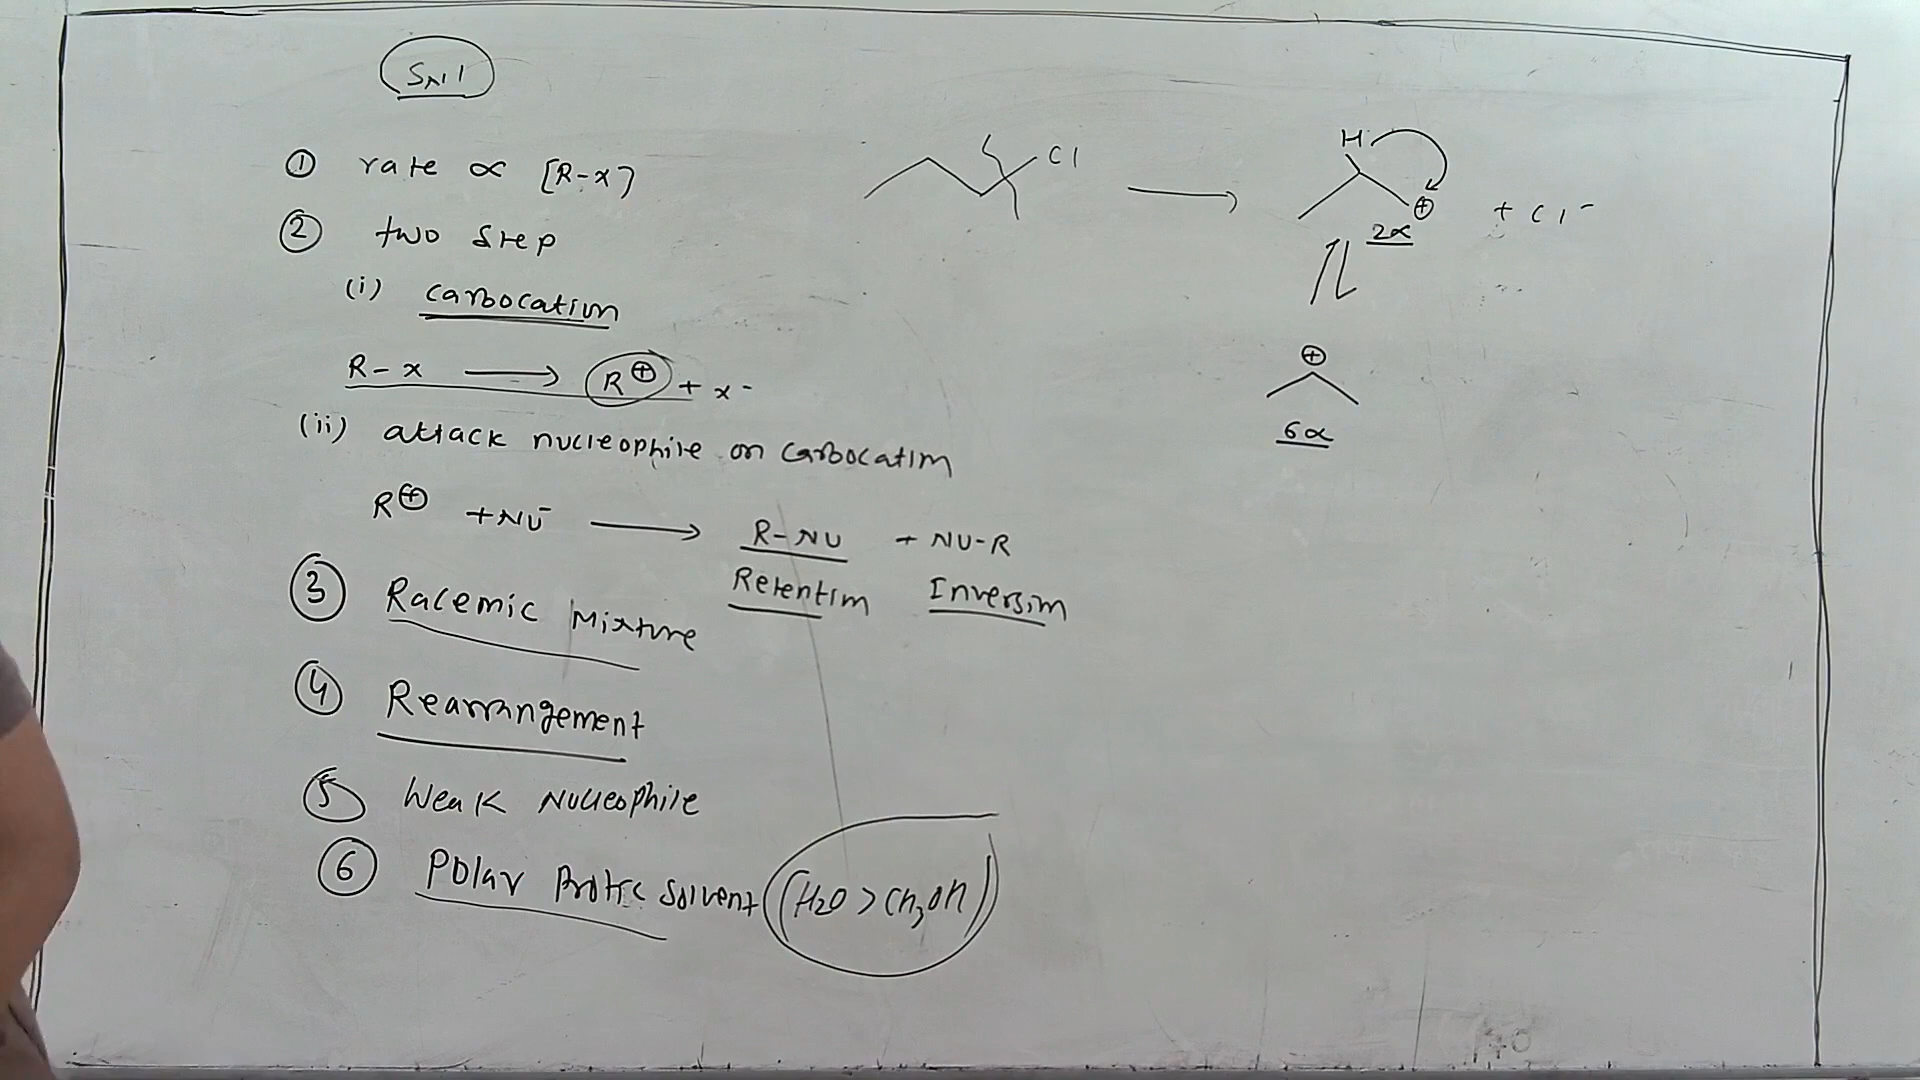 SN1
① rate ∝ [R-x]
② two step
(i) carbocation
R-x ⟶ R⊕ + x-
(ii) attack nucleophile on carbocation
R⊕ + Nu- ⟶ R-Nu + Nu-R
Retention Inversion
③ Racemic Mixture
④ Rearrangement
⑤ Weak Nucleophile
⑥ Polar Protic solvent (H2O > CH3OH)
Cl ⟶ H ⊕ + Cl-
2α
⊕
6α